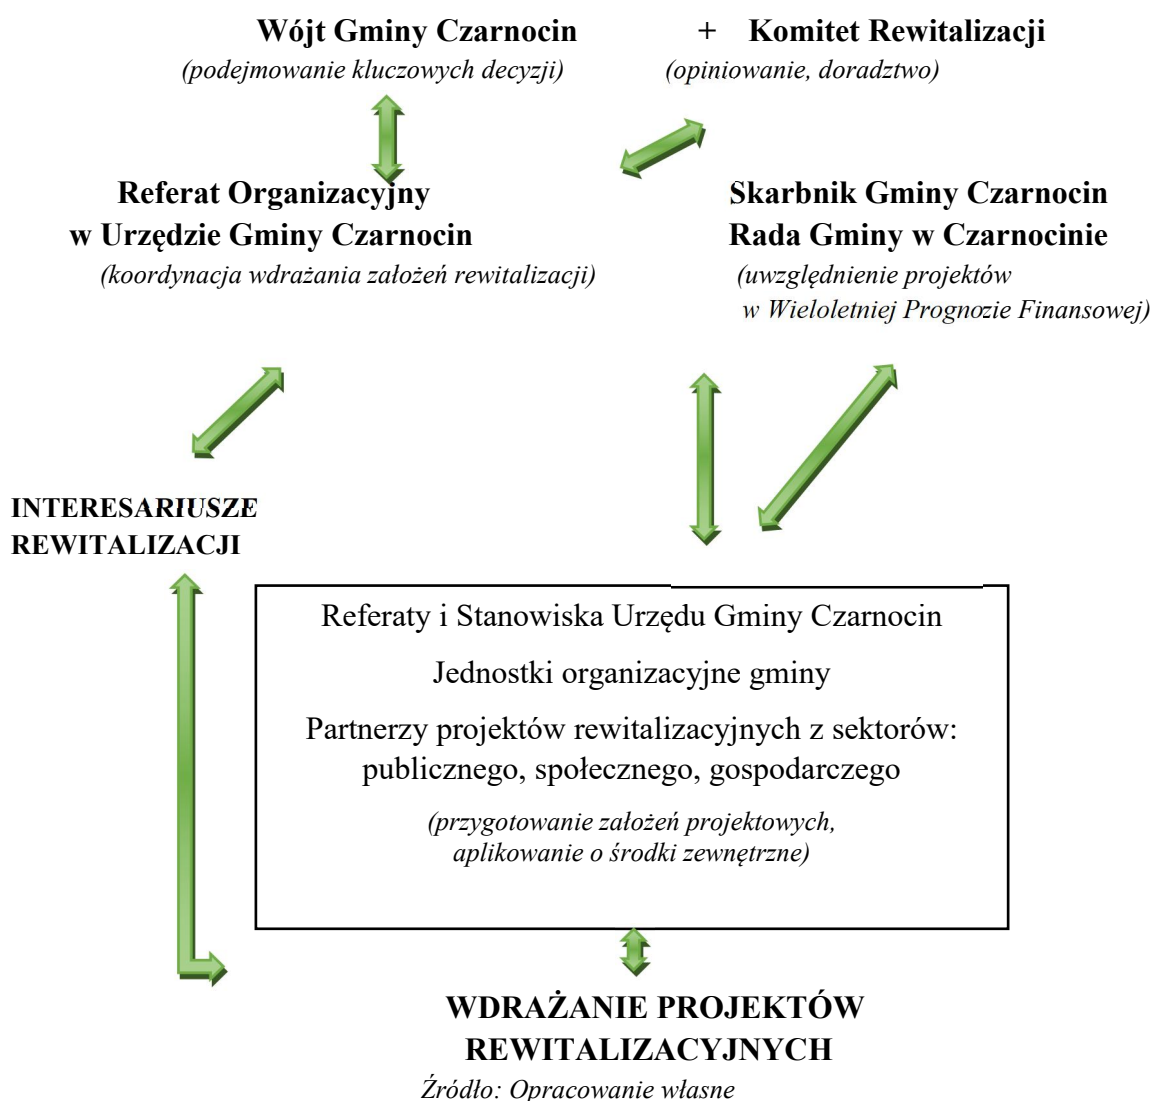 Wójt Gminy Czarnocin + Komitet Rewitalizacji
(podejmowanie kluczowych decyzji) (opiniowanie, doradztwo)
Referat Organizacyjny
w Urzędzie Gminy Czarnocin
(koordynacja wdrażania założeń rewitalizacji)
Skarbnik Gminy Czarnocin
Rada Gminy w Czarnocinie
(uwzględnienie projektów
w Wieloletniej Prognozie Finansowej)
INTERESARIUSZE
REWITALIZACJI
Referaty i Stanowiska Urzędu Gminy Czarnocin
Jednostki organizacyjne gminy
Partnerzy projektów rewitalizacyjnych z sektorów:
publicznego, społecznego, gospodarczego
(przygotowanie założeń projektowych,
aplikowanie o środki zewnętrzne)
WDRAŻANIE PROJEKTÓW
REWITALIZACYJNYCH
Źródło: Opracowanie własne